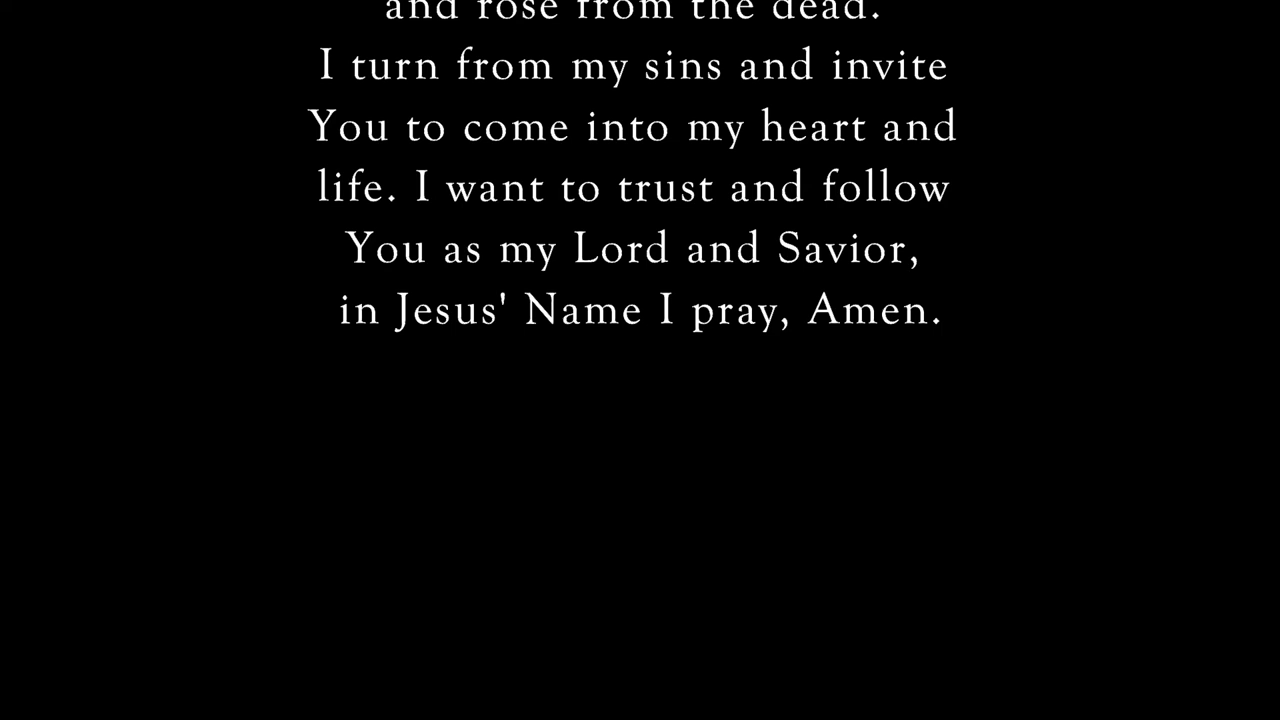 and rose from the dead.
I turn from my sins and invite
You to come into my heart and
life. I want to trust and follow
You as my Lord and Savior,
in Jesus' Name I pray, Amen.